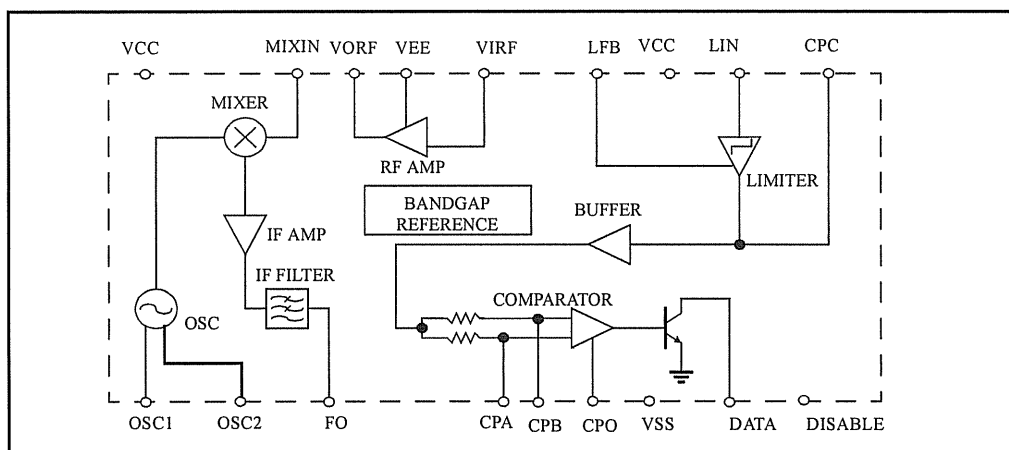 VCC MIXIN VORF VEE VIRF LFB VCC LIN CPC
MIXER
RF AMP
LIMITER
BANDGAP
REFERENCE
BUFFER
IF AMP
IF FILTER
COMPARATOR
OSC
OSC1 OSC2 FO CPA CPB CPO VSS DATA DISABLE